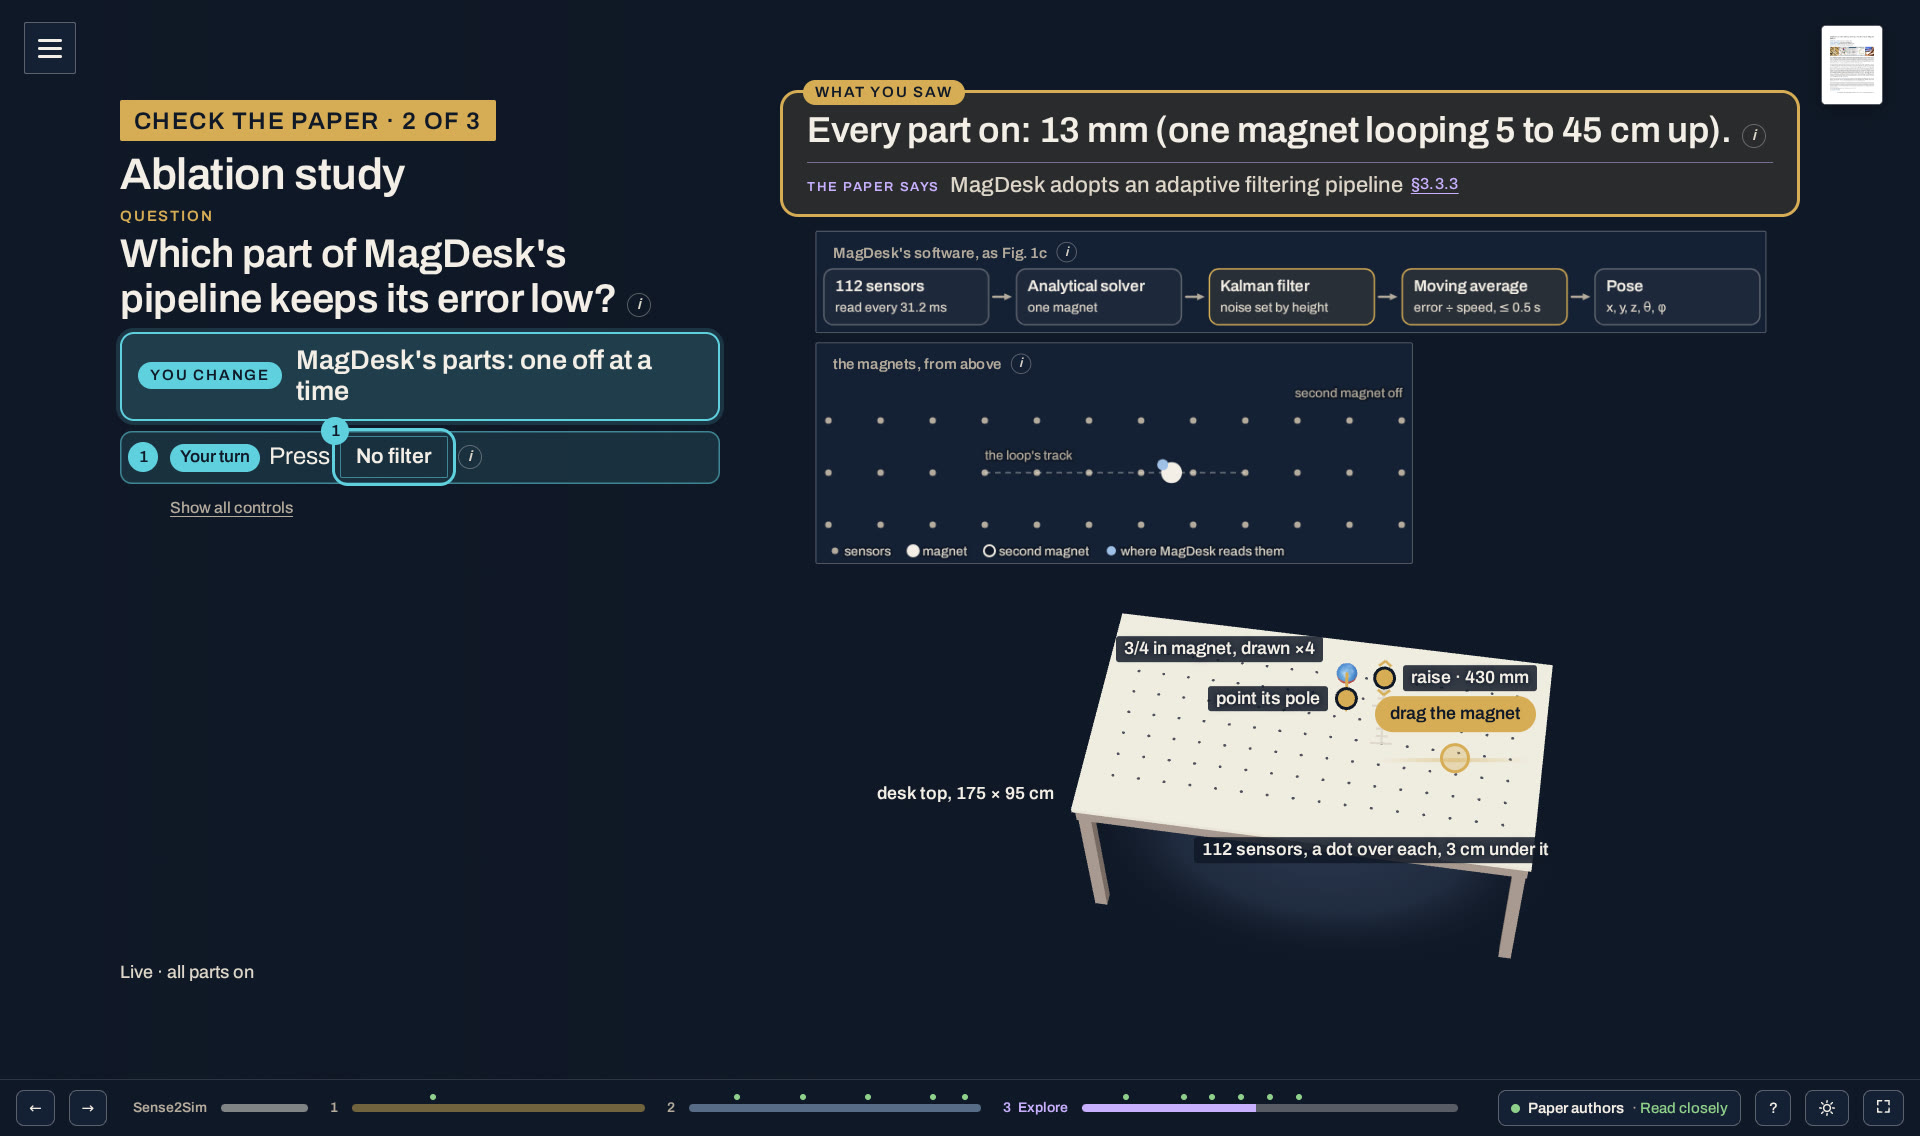 CHECK THE PAPER · 2 OF 3
Ablation study
QUESTION
Which part of MagDesk's
pipeline keeps its error low? i
YOU CHANGE MagDesk's parts: one off at a
time
1
1 Your turn Press No filter i
Show all controls
Live · all parts on
WHAT YOU SAW
Every part on: 13 mm (one magnet looping 5 to 45 cm up). i
THE PAPER SAYS MagDesk adopts an adaptive filtering pipeline §3.3.3
MagDesk's software, as Fig. 1c i
112 sensors
read every 31.2 ms
Analytical solver
one magnet
Kalman filter
noise set by height
Moving average
error ÷ speed, ≤ 0.5 s
Pose
x, y, z, θ, φ
the magnets, from above i
second magnet off
the loop's track
sensors magnet second magnet where MagDesk reads them
3/4 in magnet, drawn ×4
raise · 430 mm
point its pole
drag the magnet
desk top, 175 × 95 cm
112 sensors, a dot over each, 3 cm under it
← → Sense2Sim 1 2 3 Explore Paper authors · Read closely ?